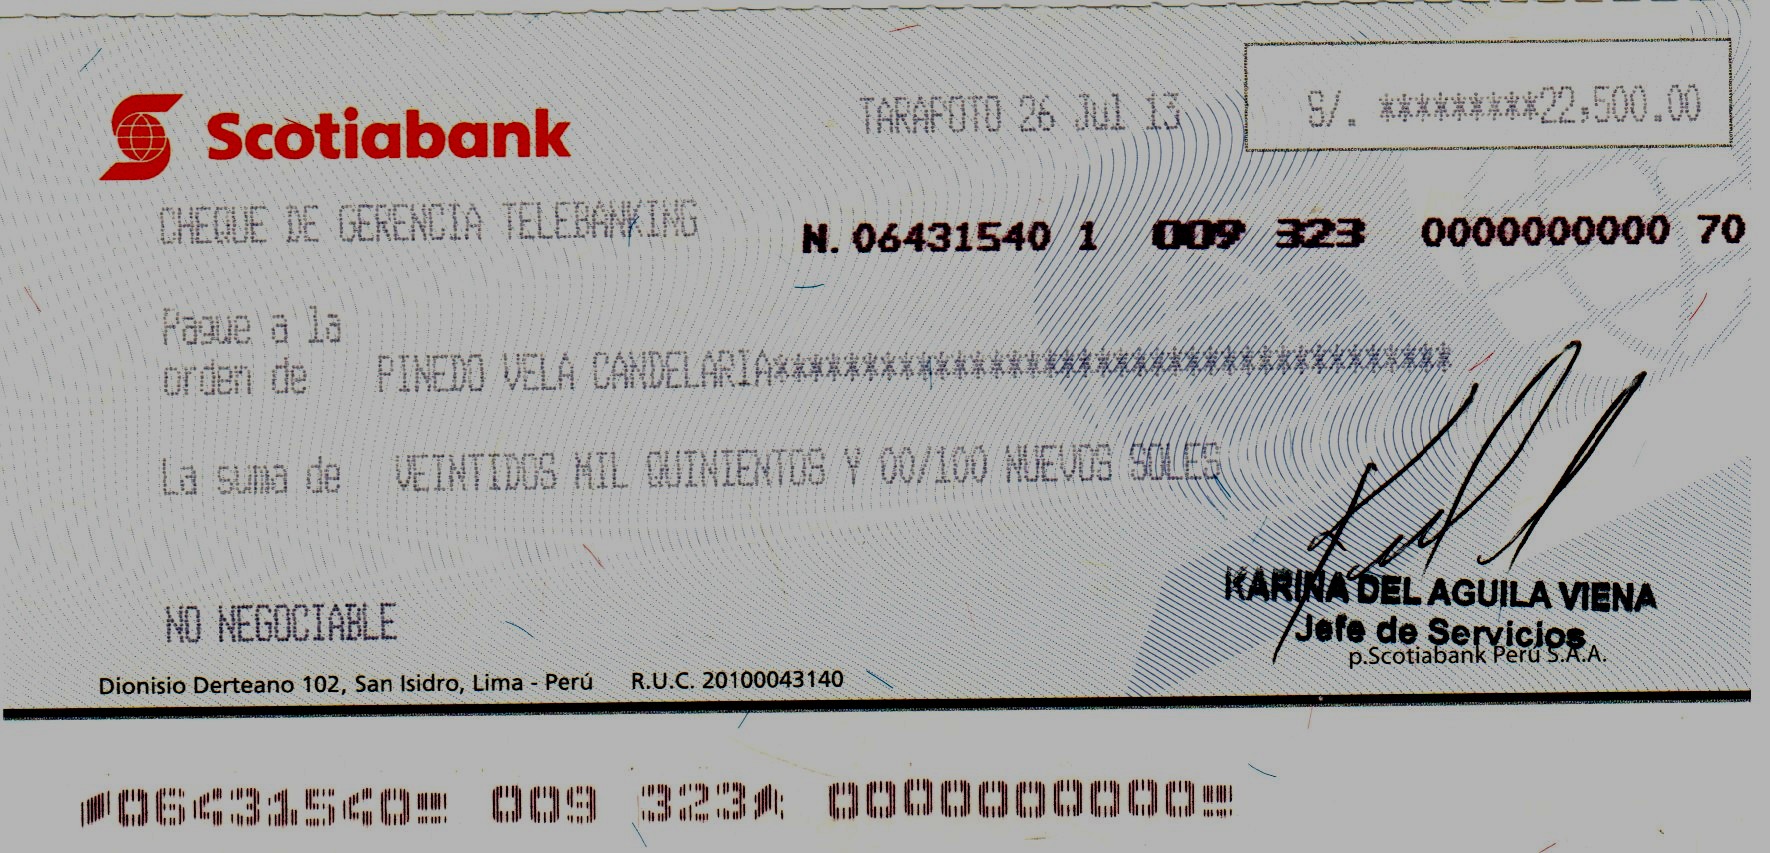 TARAPOTO 26 Jul 13
S/. *********22,500.00
Scotiabank
CHEQUE DE GERENCIA TELEBANKING
N. 06431540 1 009 323 0000000000 70
Pague a la
orden de PINEDO VELA CANDELARIA****************************************
La suma de VEINTIDOS MIL QUINIENTOS Y 00/100 NUEVOS SOLES
KARINA DEL AGUILA VIENA
Jefe de Servicios
p.Scotiabank Perú S.A.A.
NO NEGOCIABLE
Dionisio Derteano 102, San Isidro, Lima - Perú R.U.C. 20100043140
⑈06431540⑉ 009 323⑆ 0000000000⑉